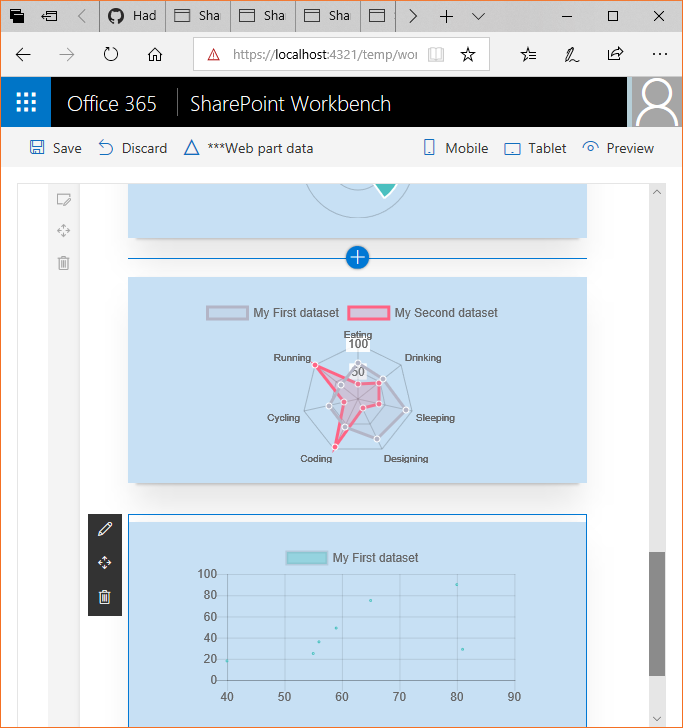 Had Sha Sha Sha S
https://localhost:4321/temp/wor
Office 365 SharePoint Workbench
Save Discard ***Web part data Mobile Tablet Preview
My First dataset My Second dataset
Eating
100
Running Drinking
50
Cycling Sleeping
Coding Designing
My First dataset
100
80
60
40
20
0
40 50 60 70 80 90